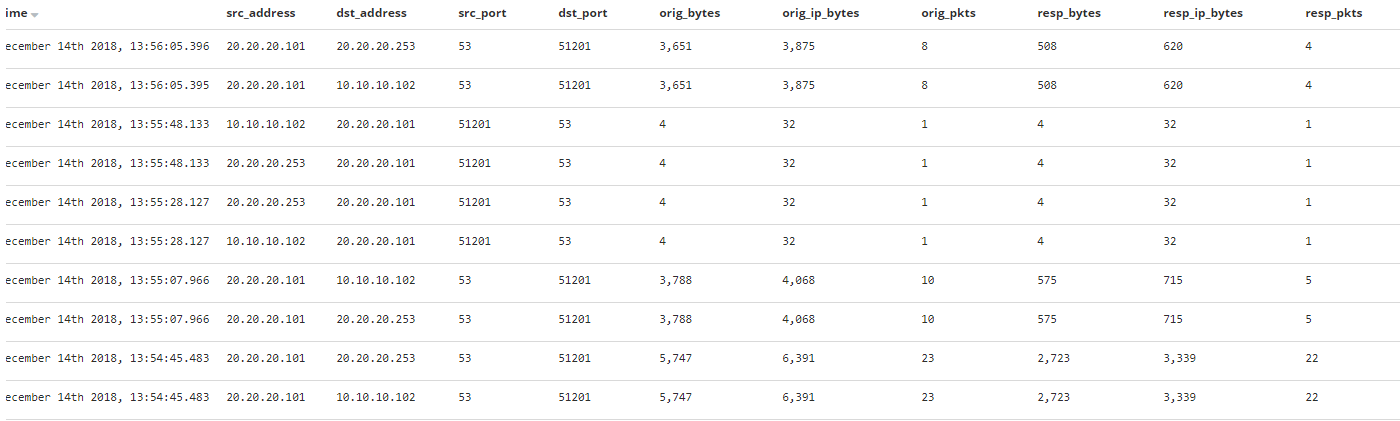 ime src_address dst_address src_port dst_port orig_bytes orig_ip_bytes orig_pkts resp_bytes resp_ip_bytes resp_pkts
ecember 14th 2018, 13:56:05.396 20.20.20.101 20.20.20.253 53 51201 3,651 3,875 8 508 620 4
ecember 14th 2018, 13:56:05.395 20.20.20.101 10.10.10.102 53 51201 3,651 3,875 8 508 620 4
ecember 14th 2018, 13:55:48.133 10.10.10.102 20.20.20.101 51201 53 4 32 1 4 32 1
ecember 14th 2018, 13:55:48.133 20.20.20.253 20.20.20.101 51201 53 4 32 1 4 32 1
ecember 14th 2018, 13:55:28.127 20.20.20.253 20.20.20.101 51201 53 4 32 1 4 32 1
ecember 14th 2018, 13:55:28.127 10.10.10.102 20.20.20.101 51201 53 4 32 1 4 32 1
ecember 14th 2018, 13:55:07.966 20.20.20.101 10.10.10.102 53 51201 3,788 4,068 10 575 715 5
ecember 14th 2018, 13:55:07.966 20.20.20.101 20.20.20.253 53 51201 3,788 4,068 10 575 715 5
ecember 14th 2018, 13:54:45.483 20.20.20.101 20.20.20.253 53 51201 5,747 6,391 23 2,723 3,339 22
ecember 14th 2018, 13:54:45.483 20.20.20.101 10.10.10.102 53 51201 5,747 6,391 23 2,723 3,339 22